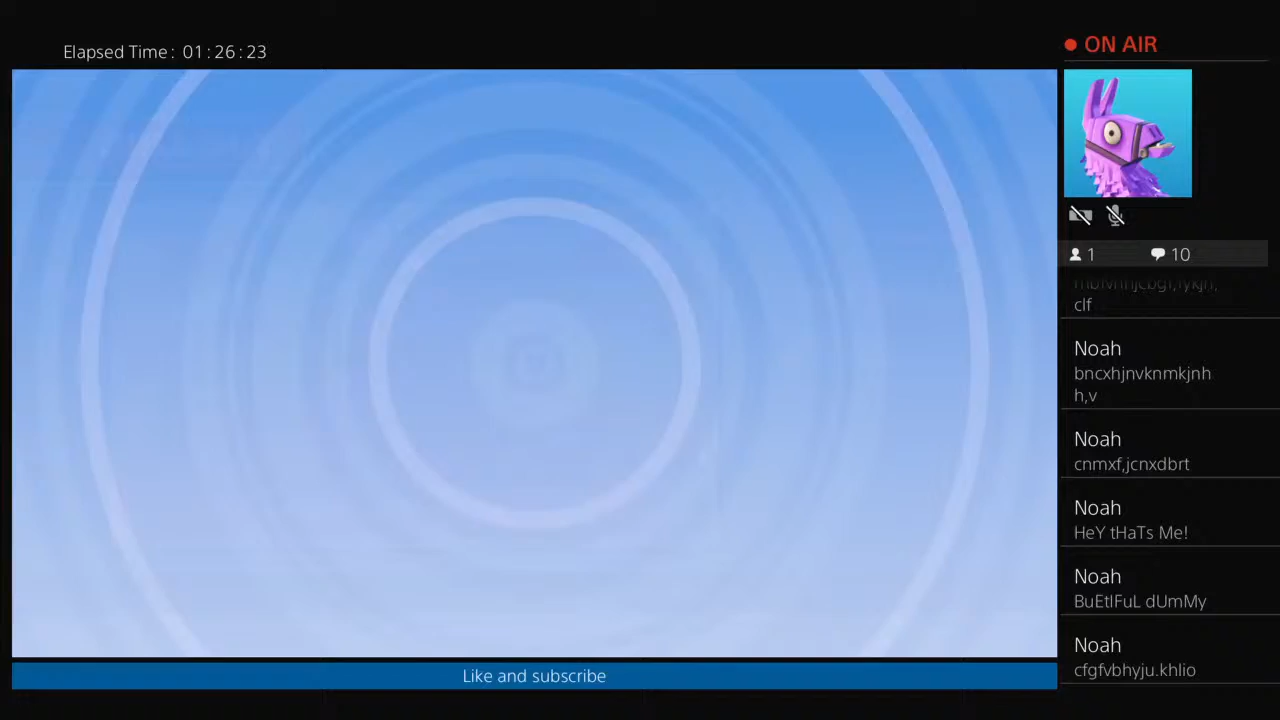 Elapsed Time: 01:26:23
ON AIR
1
10
clf
Noah
bncxhjnvknmkjnh
h,v
Noah
cnmxf,jcnxdbrt
Noah
HeY tHaTs Me!
Noah
BuEtIFuL dUmMy
Noah
cfgfvbhyju.khlio
Like and subscribe